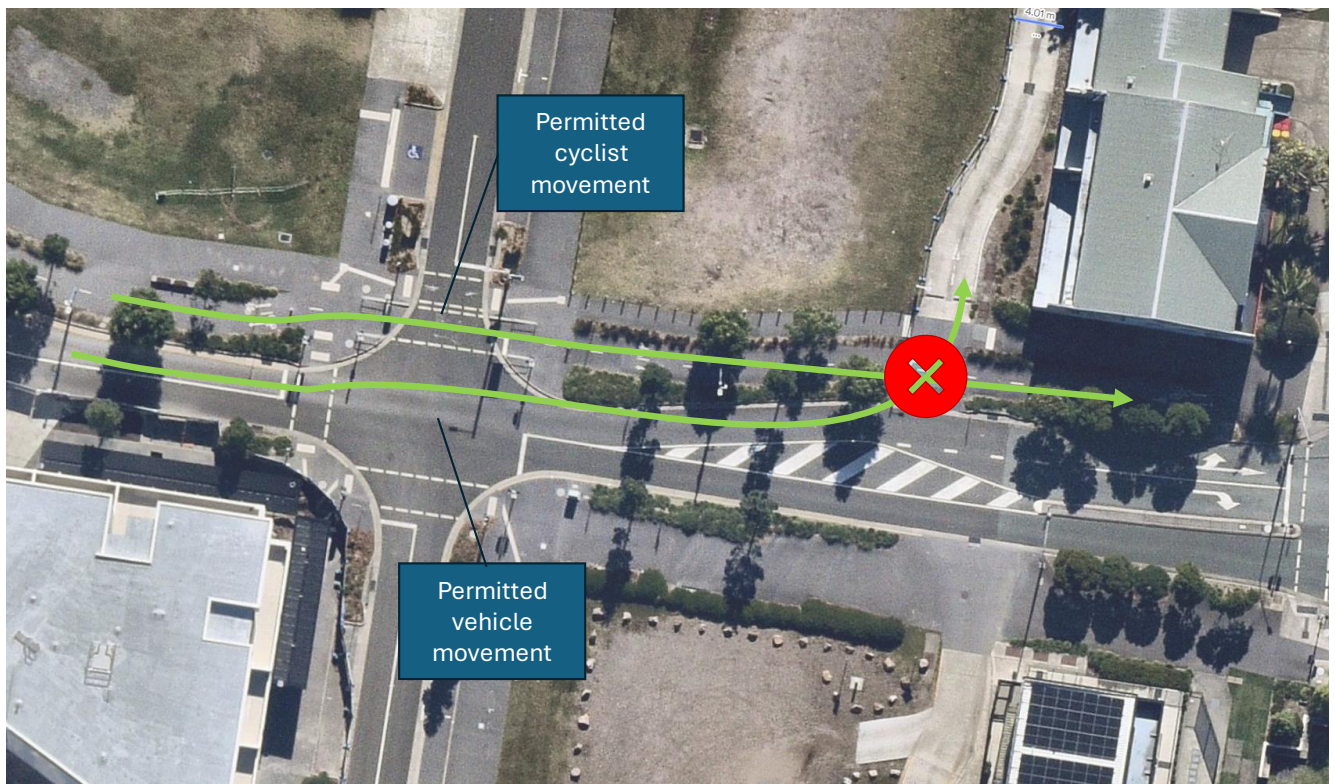 4.01 m
Permitted
cyclist
movement
Permitted
vehicle
movement